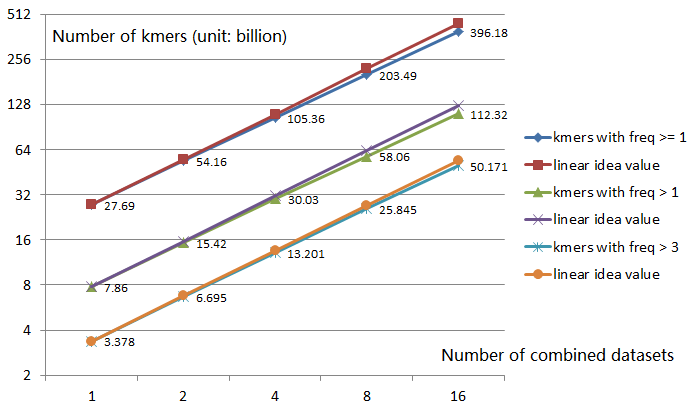 512
Number of kmers (unit: billion)
256
128
64
32
16
8
4
2
396.18
203.49
105.36
54.16
27.69
112.32
58.06
30.03
15.42
7.86
50.171
25.845
13.201
6.695
3.378
Number of combined datasets
1 2 4 8 16
kmers with freq >= 1
linear idea value
kmers with freq > 1
linear idea value
kmers with freq > 3
linear idea value